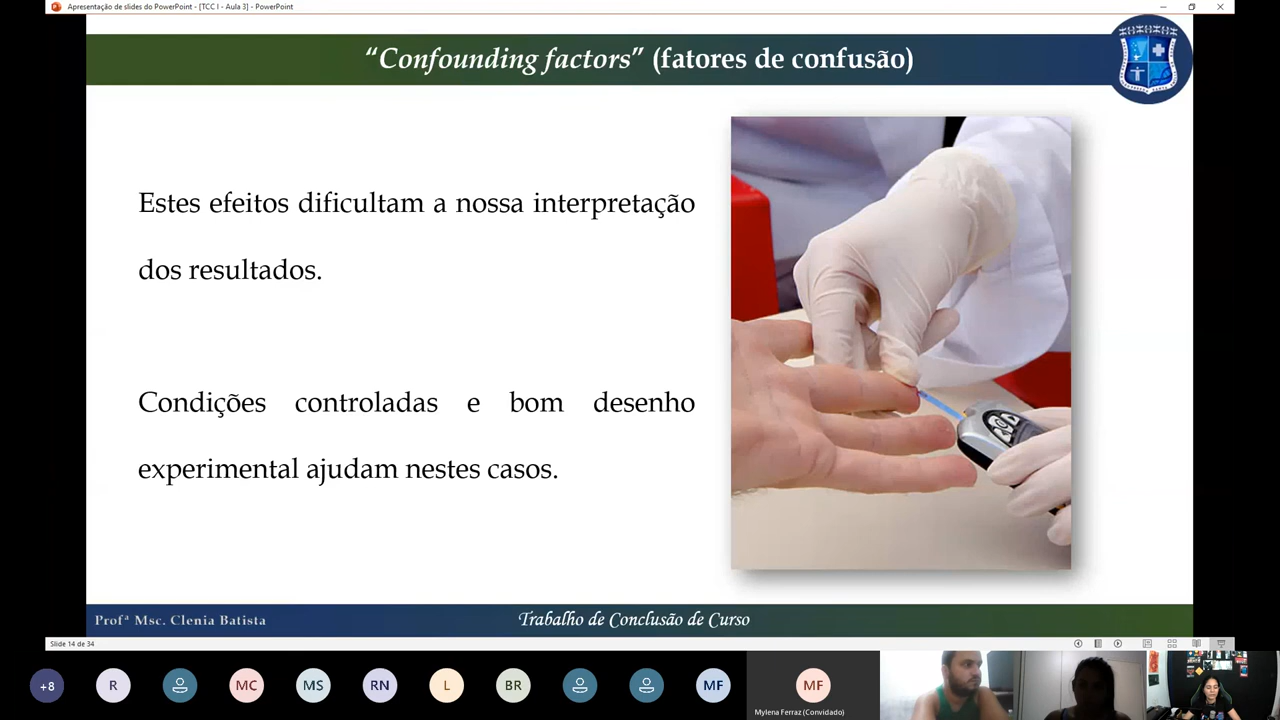 Apresentação de slides do PowerPoint - [TCC I - Aula 3] - PowerPoint
“Confounding factors” (fatores de confusão)
Estes efeitos dificultam a nossa interpretação
dos resultados.
Condições controladas e bom desenho
experimental ajudam nestes casos.
Profª Msc. Clenia Batista
Trabalho de Conclusão de Curso
Slide 14 de 34
+8
R
MC
MS
RN
L
BR
MF
MF
Mylena Ferraz (Convidado)